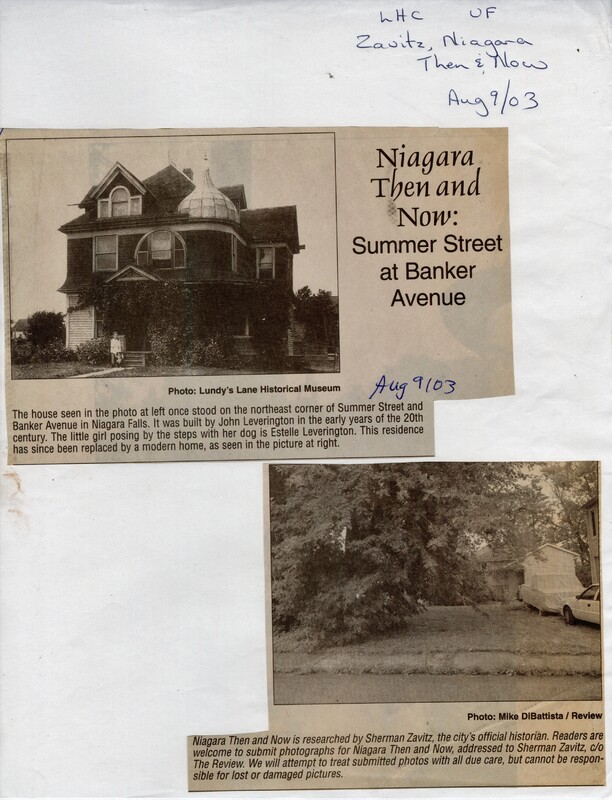 LHC UF
Zavitz, Niagara
Then & Now
Aug 9/03
Niagara
Then and
Now:
Summer Street
at Banker
Avenue
Photo: Lundy's Lane Historical Museum
Aug 9/03
The house seen in the photo at left once stood on the northeast corner of Summer Street and
Banker Avenue in Niagara Falls. It was built by John Leverington in the early years of the 20th
century. The little girl posing by the steps with her dog is Estelle Leverington. This residence
has since been replaced by a modern home, as seen in the picture at right.
Photo: Mike DiBattista / Review
Niagara Then and Now is researched by Sherman Zavitz, the city's official historian. Readers are
welcome to submit photographs for Niagara Then and Now, addressed to Sherman Zavitz, c/o
The Review. We will attempt to treat submitted photos with all due care, but cannot be respon-
sible for lost or damaged pictures.